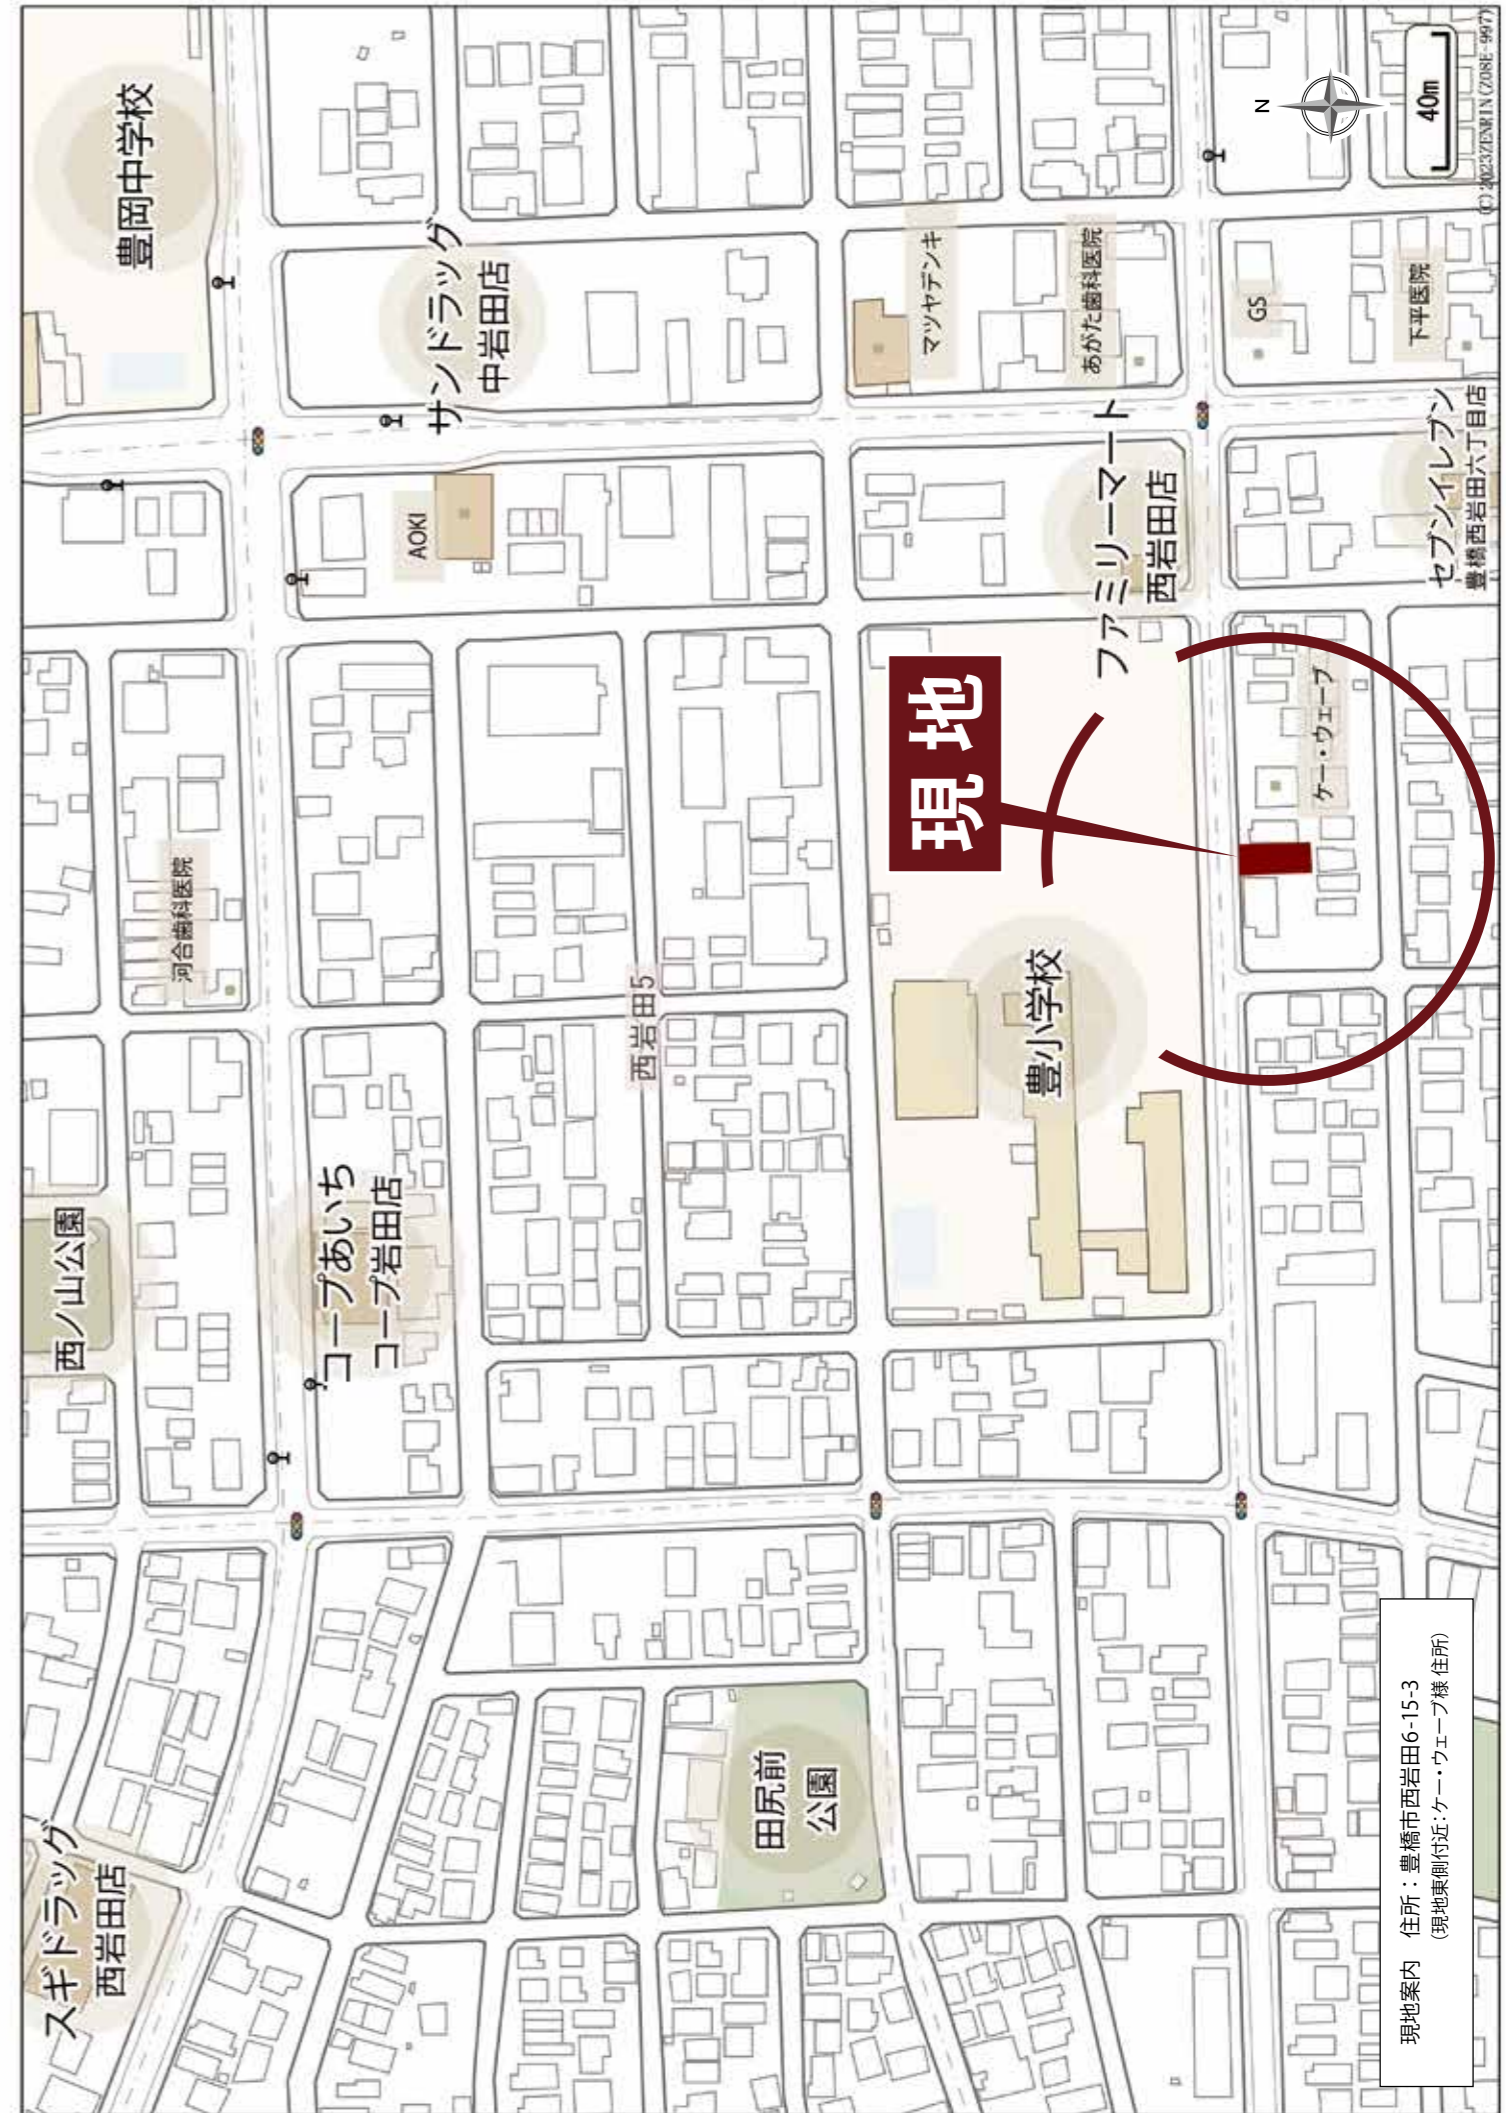 豊岡中学校
サンドラッグ
中岩田店
マツヤデンキ
あがた歯科医院
GS
下平医院
N
40m
(C)2023ZENRIN(Z08E-997)
AOKI
ファミリーマート
西岩田店
セブンイレブン
豊橋西岩田六丁目店
河合歯科医院
現地
ケー・ウェーブ
西岩田5
豊小学校
西ノ山公園
コープあいち
コープ岩田店
田尻前
公園
スギドラッグ
西岩田店
現地案内 住所：豊橋市西岩田6-15-3
(現地東側付近：ケー・ウェーブ様 住所)